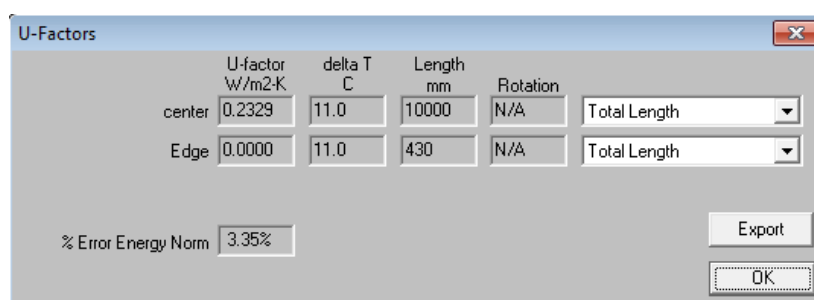 U-Factors
U-factor delta T Length
W/m2-K C mm Rotation
center 0.2329 11.0 10000 N/A Total Length
Edge 0.0000 11.0 430 N/A Total Length
% Error Energy Norm 3.35%
Export
OK